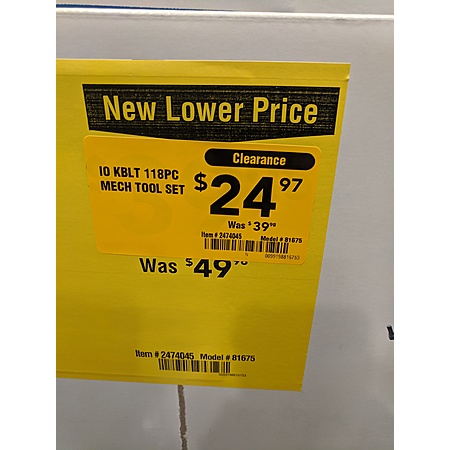 New Lower Price
Clearance
IO KBLT 118PC
MECH TOOL SET
$24.97
Was $39.98
Item # 2474045 Model # 81675
Was $49
Item # 2474045 Model # 81675